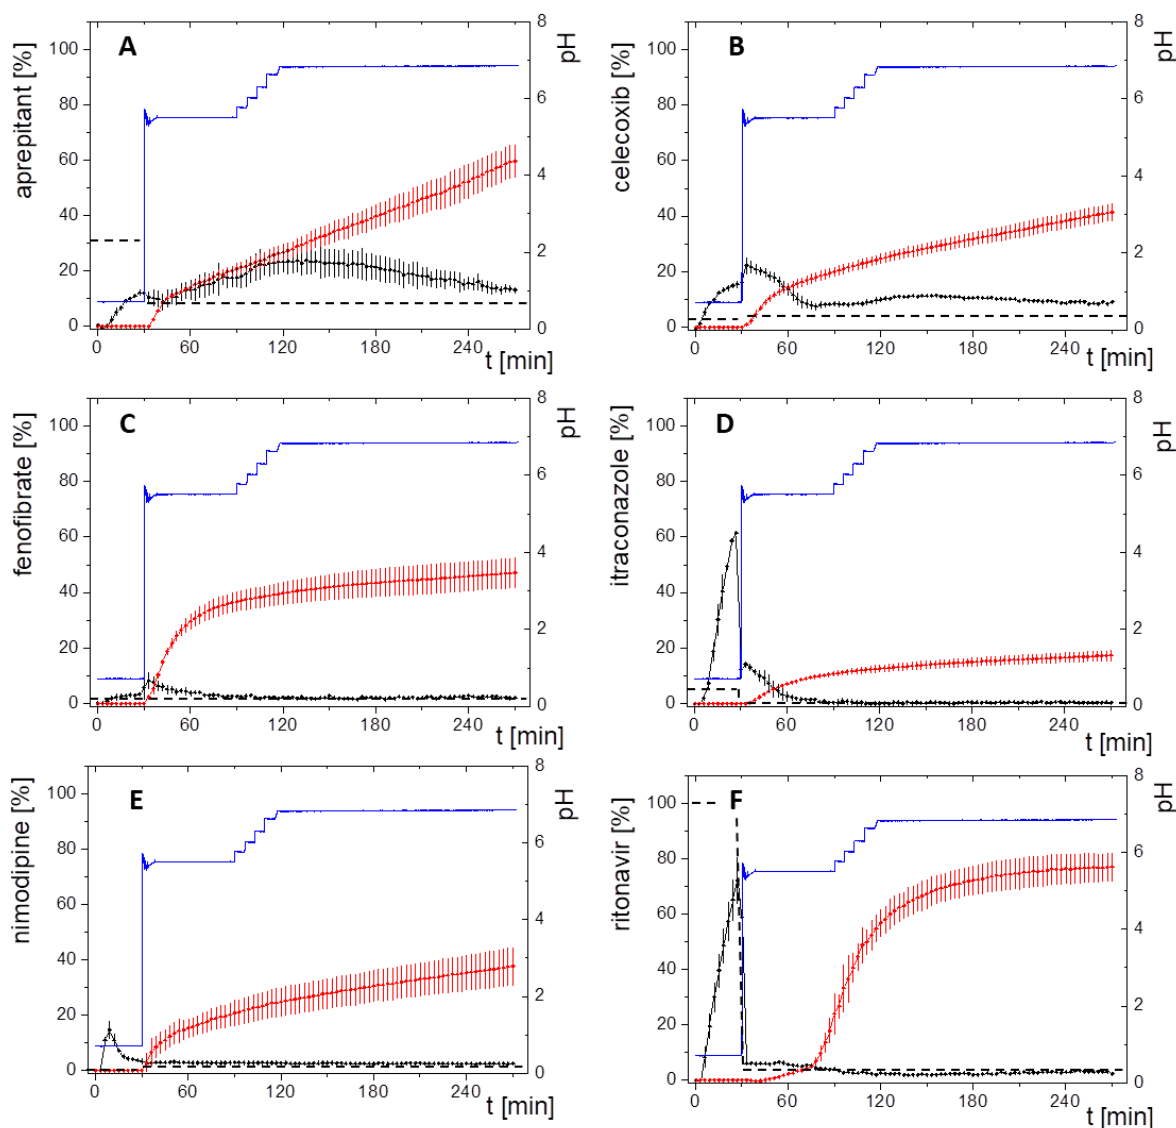 A
aprepitant [%]
100
80
60
40
20
0
8
6
4
2
0
pH
0 60 120 180 240
t [min]
B
celecoxib [%]
100
80
60
40
20
0
8
6
4
2
0
pH
0 60 120 180 240
t [min]
C
fenofibrate [%]
100
80
60
40
20
0
8
6
4
2
0
pH
0 60 120 180 240
t [min]
D
itraconazole [%]
100
80
60
40
20
0
8
6
4
2
0
pH
0 60 120 180 240
t [min]
E
nimodipine [%]
100
80
60
40
20
0
8
6
4
2
0
pH
0 60 120 180 240
t [min]
F
ritonavir [%]
100
80
60
40
20
0
8
6
4
2
0
pH
0 60 120 180 240
t [min]